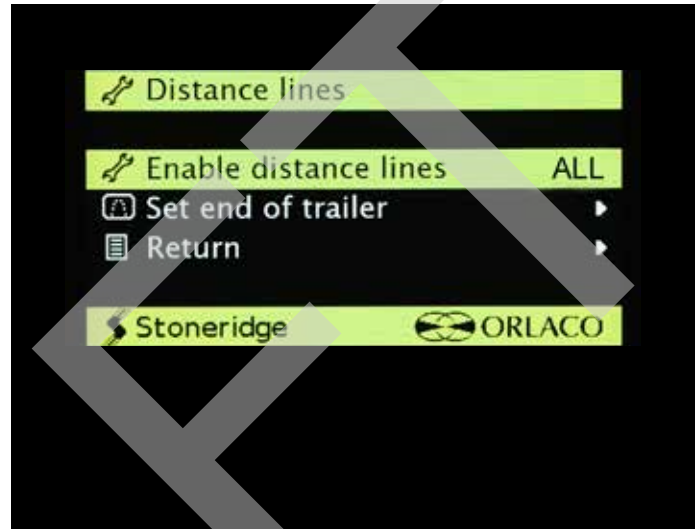 Distance lines
Enable distance lines ALL
Set end of trailer
Return
Stoneridge ORLACO